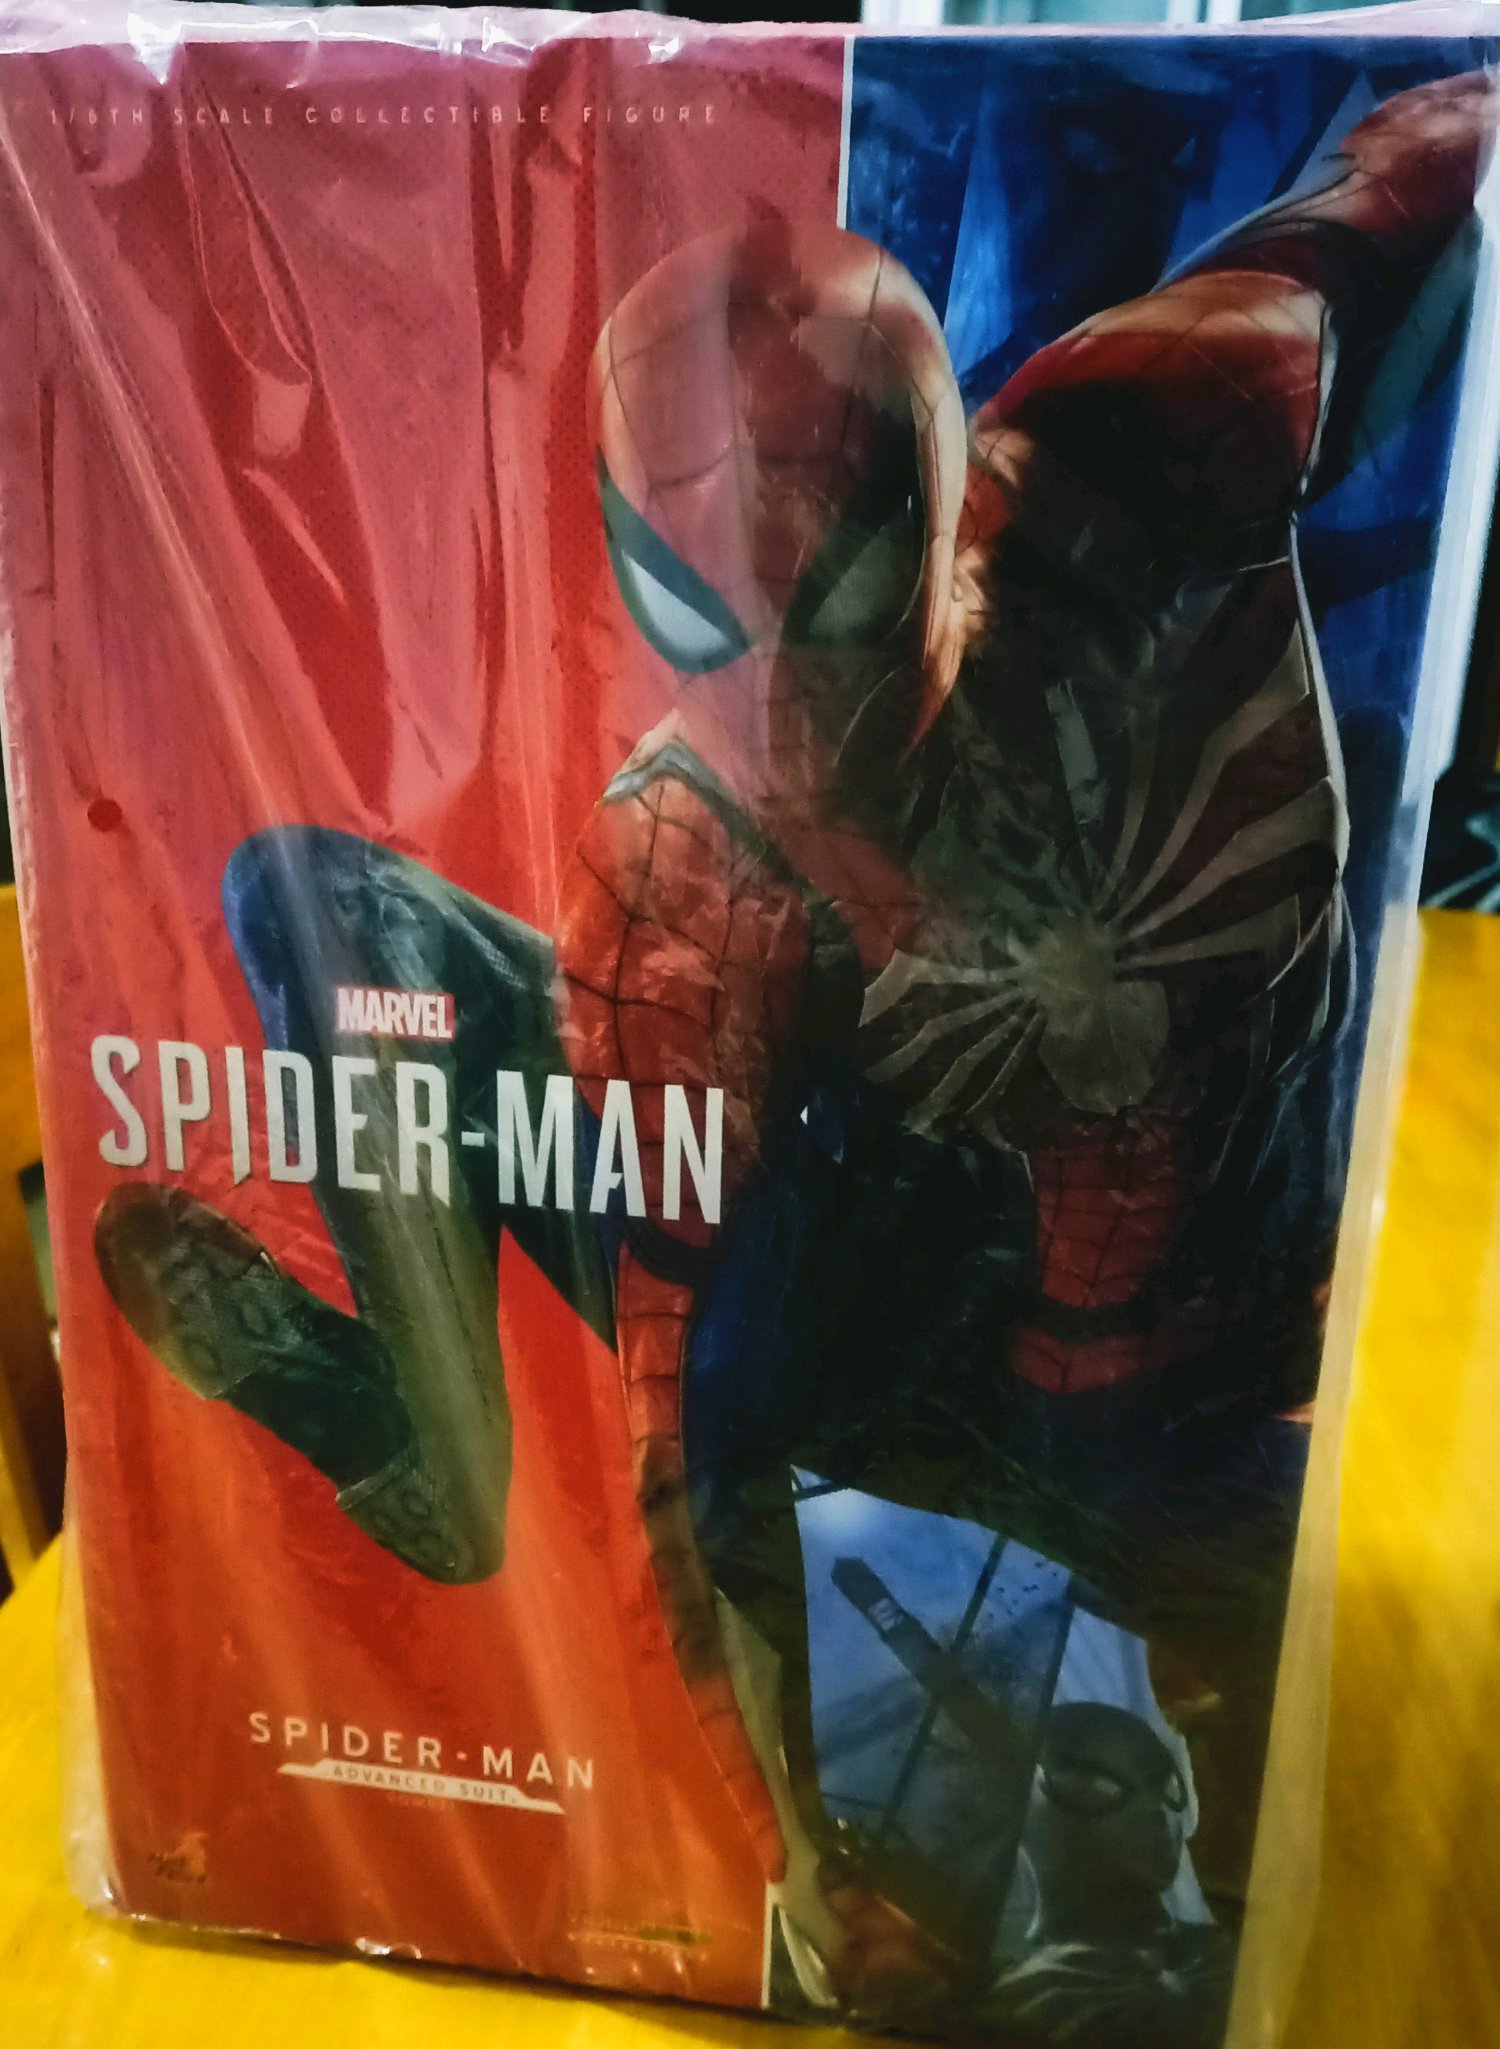 1/6TH SCALE COLLECTIBLE FIGURE
MARVEL
SPIDER-MAN
SPIDER-MAN
ADVANCED SUIT